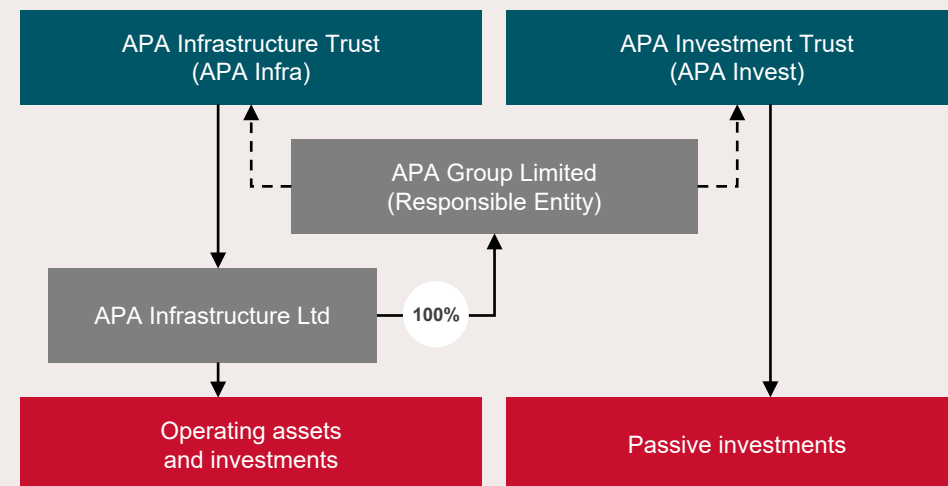 APA Infrastructure Trust
(APA Infra)
APA Investment Trust
(APA Invest)
APA Group Limited
(Responsible Entity)
APA Infrastructure Ltd
100%
Operating assets
and investments
Passive investments